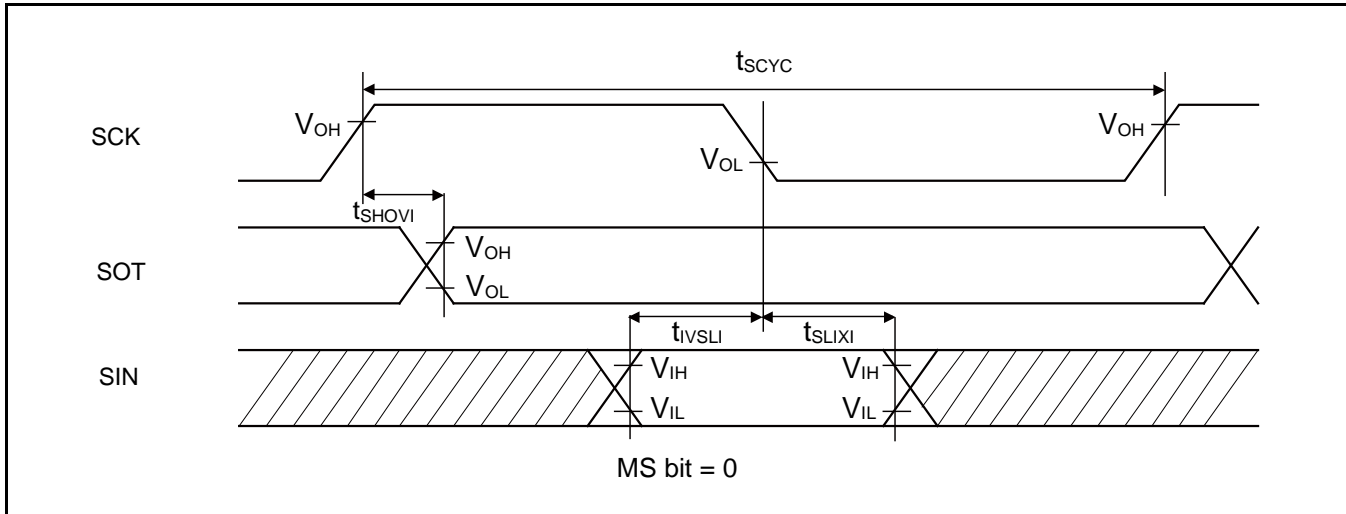 tSCYC
SCK
VOH
VOL
VOH
tSHOVI
SOT
VOH
VOL
tIVSLI
tSLIXI
SIN
VIH
VIH
VIL
VIL
MS bit = 0